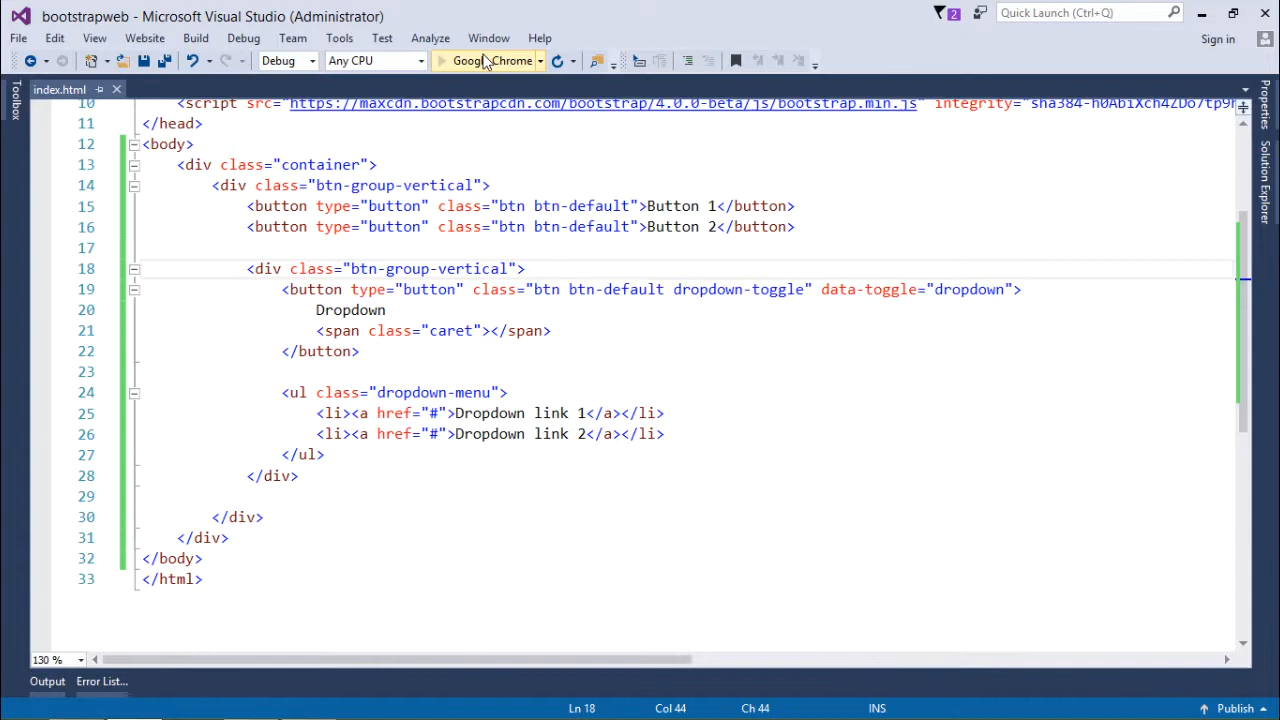 bootstrapweb - Microsoft Visual Studio (Administrator)
2
Quick Launch (Ctrl+Q)
File Edit View Website Build Debug Team Tools Test Analyze Window Help
Sign in
Debug Any CPU Google Chrome
Toolbox
index.html
Properties
Solution Explorer
10 <script src="https://maxcdn.bootstrapcdn.com/bootstrap/4.0.0-beta/js/bootstrap.min.js" integrity="sha384-h0AbiXch4ZDo7tp9h
11 </head>
12 <body>
13 <div class="container">
14 <div class="btn-group-vertical">
15 <button type="button" class="btn btn-default">Button 1</button>
16 <button type="button" class="btn btn-default">Button 2</button>
17
18 <div class="btn-group-vertical">
19 <button type="button" class="btn btn-default dropdown-toggle" data-toggle="dropdown">
20 Dropdown
21 <span class="caret"></span>
22 </button>
23
24 <ul class="dropdown-menu">
25 <li><a href="#">Dropdown link 1</a></li>
26 <li><a href="#">Dropdown link 2</a></li>
27 </ul>
28 </div>
29
30 </div>
31 </div>
32 </body>
33 </html>
130 %
Output Error List...
Ln 18 Col 44 Ch 44 INS Publish